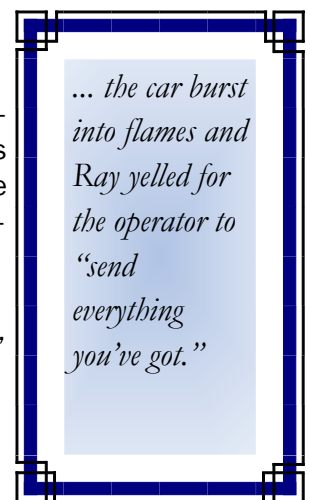 ... the car burst
into flames and
Ray yelled for
the operator to
“send
everything
you’ve got.”